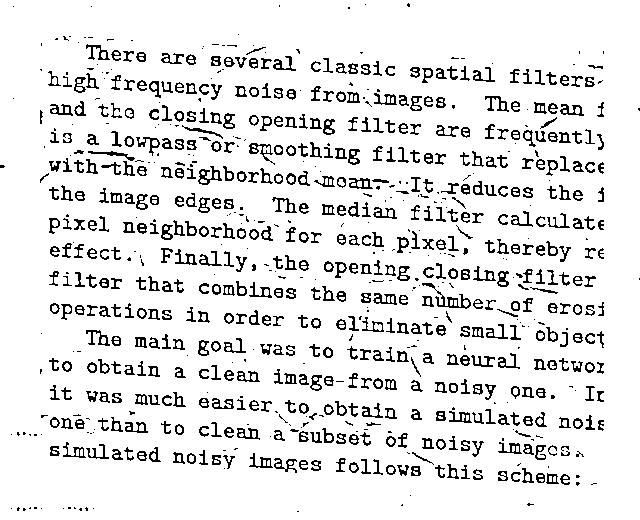 There are several classic spatial filters
high frequency noise from images. The mean f
and the closing opening filter are frequently
is a lowpass or smoothing filter that replace
with the neighborhood mean. It reduces the i
the image edges. The median filter calculate
pixel neighborhood for each pixel, thereby re
effect. Finally, the opening closing filter
filter that combines the same number of erosi
operations in order to eliminate small object
The main goal was to train a neural networ
to obtain a clean image from a noisy one. In
it was much easier to obtain a simulated nois
one than to clean a subset of noisy images.
simulated noisy images follows this scheme: